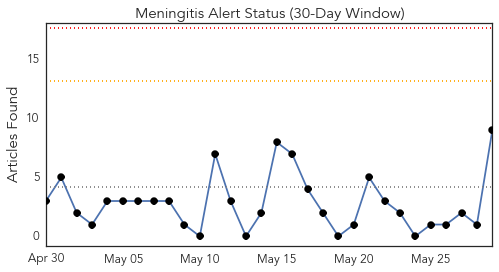 Meningitis Alert Status (30-Day Window)
Articles Found
15
10
5
0
Apr 30
May 05
May 10
May 15
May 20
May 25